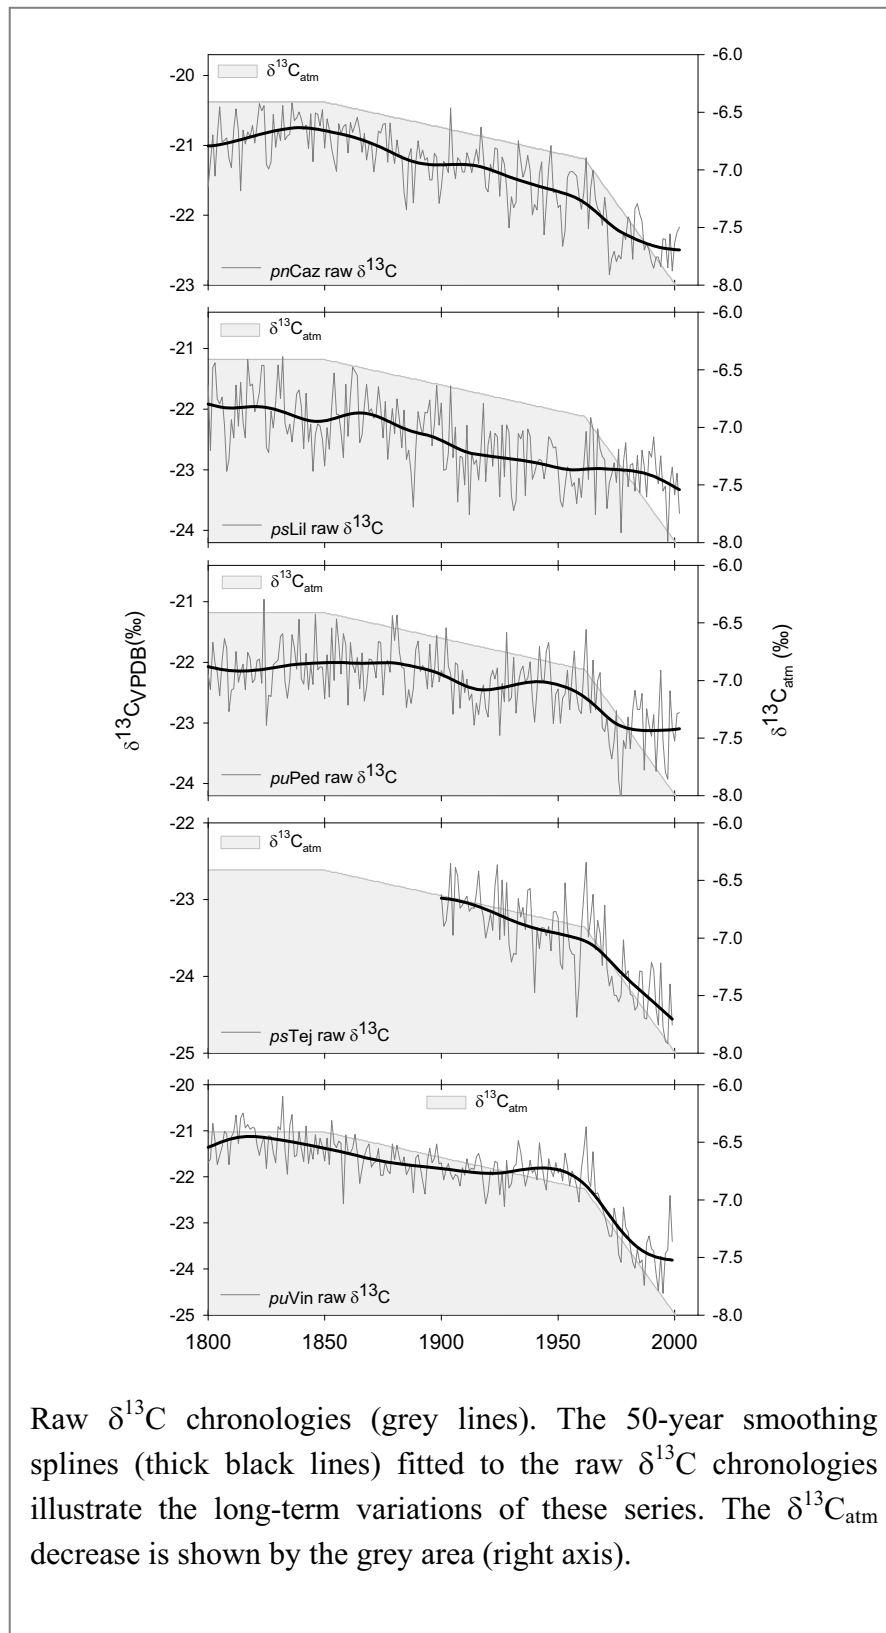 -6.0
δ13Catm
-20
-6.5
-21
-7.0
-22
-7.5
pnCaz raw δ13C
-23
-8.0
-6.0
δ13Catm
-21
-6.5
-22
-7.0
-23
-7.5
psLil raw δ13C
-24
-8.0
-6.0
δ13Catm
-21
-6.5
-22
-7.0
-23
-7.5
puPed raw δ13C
-24
-8.0
δ13CVPDB(‰)
δ13Catm (‰)
-22
-6.0
δ13Catm
-6.5
-23
-7.0
-24
-7.5
psTej raw δ13C
-25
-8.0
-20
-6.0
δ13Catm
-21
-6.5
-22
-7.0
-23
-7.5
-24
puVin raw δ13C
-25
-8.0
1800 1850 1900 1950 2000
Raw δ13C chronologies (grey lines). The 50-year smoothing
splines (thick black lines) fitted to the raw δ13C chronologies
illustrate the long-term variations of these series. The δ13Catm
decrease is shown by the grey area (right axis).